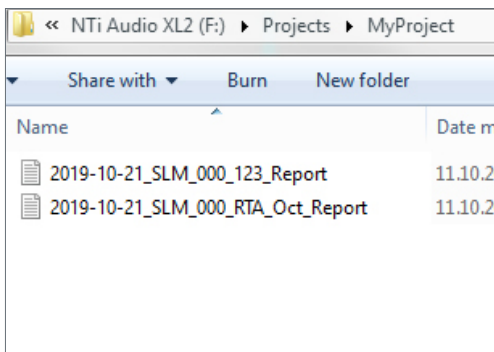 « NTi Audio XL2 (F:) Projects MyProject
Share with Burn New folder
Name Date m
2019-10-21_SLM_000_123_Report 11.10.2
2019-10-21_SLM_000_RTA_Oct_Report 11.10.2